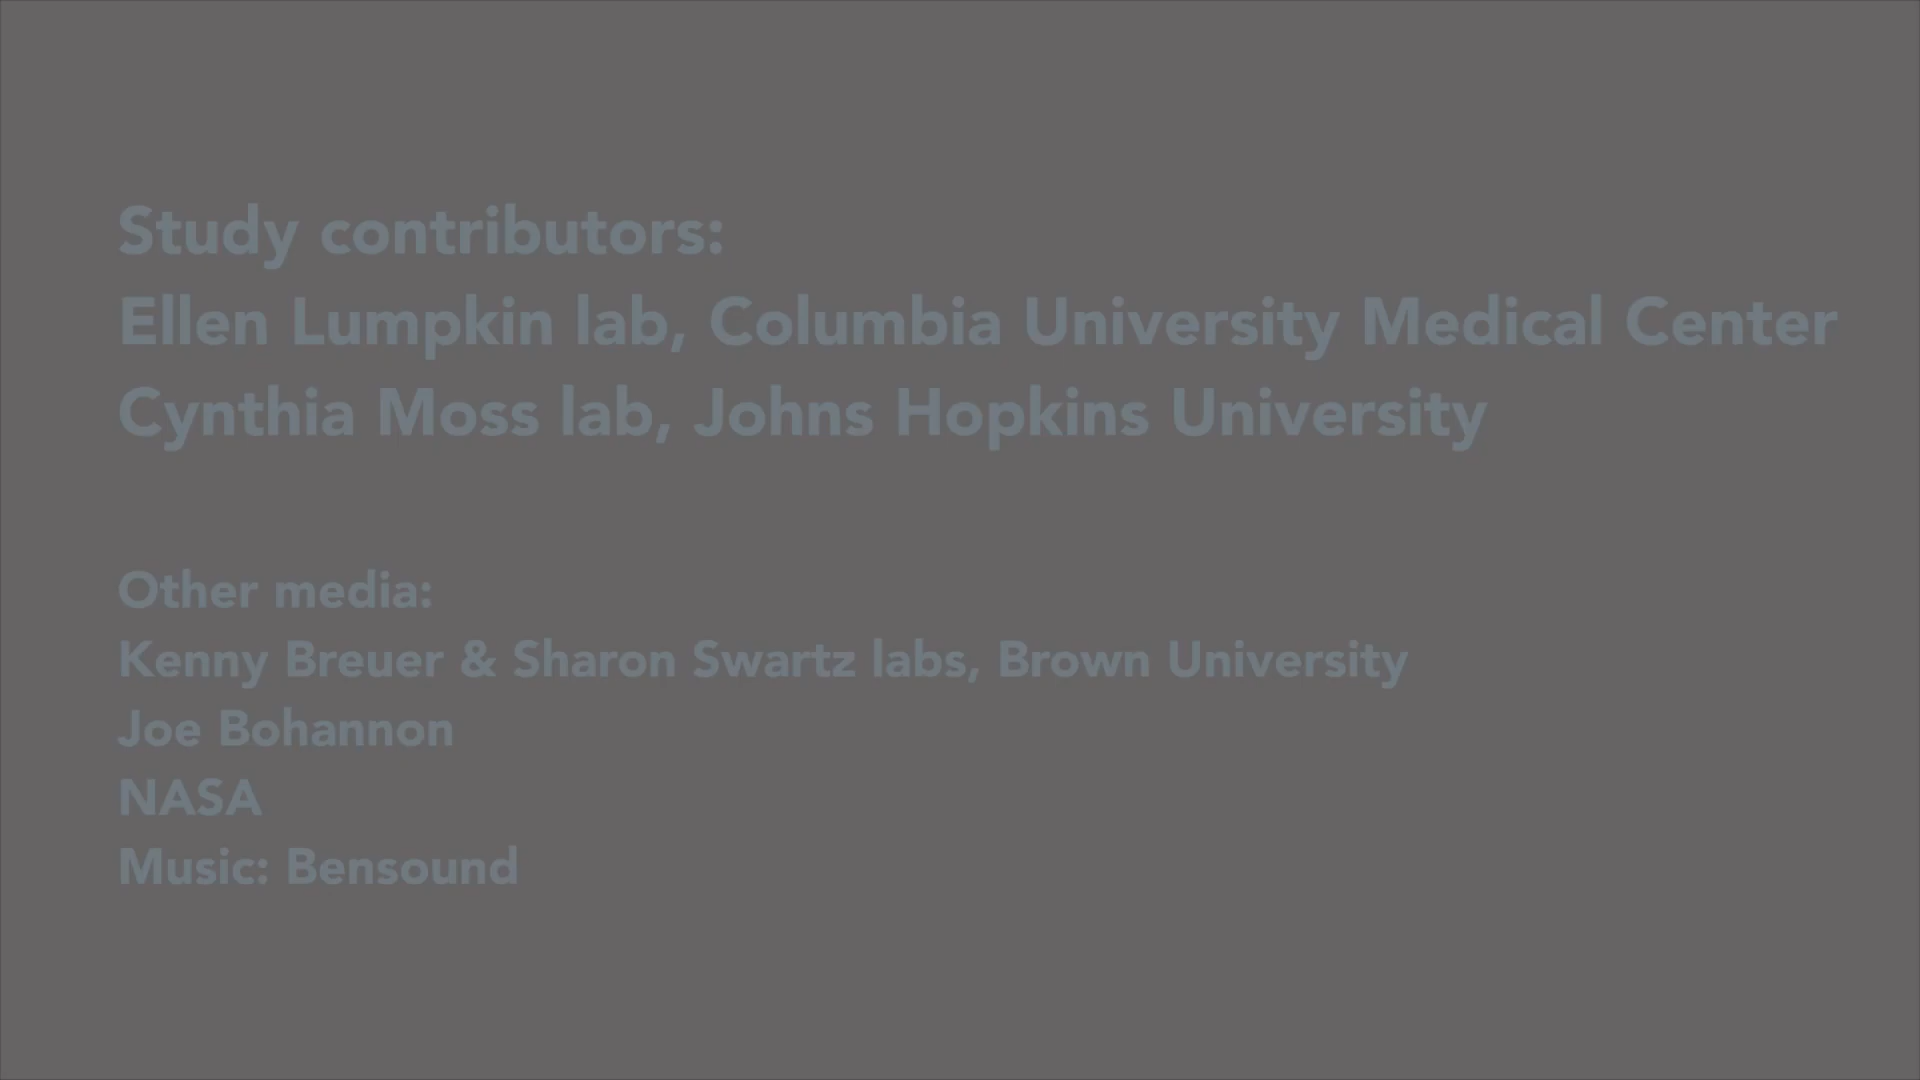 Study contributors:
Ellen Lumpkin lab, Columbia University Medical Center
Cynthia Moss lab, Johns Hopkins University
Other media:
Kenny Breuer & Sharon Swartz labs, Brown University
Joe Bohannon
NASA
Music: Bensound